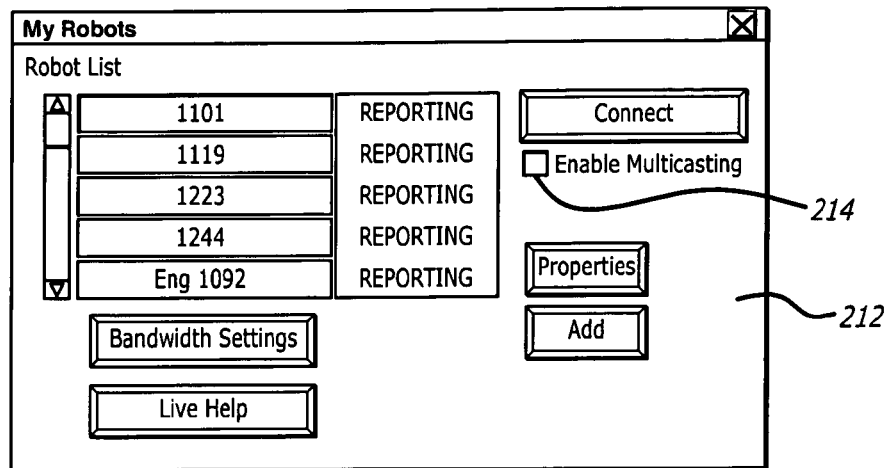 My Robots
Robot List
1101 REPORTING
1119 REPORTING
1223 REPORTING
1244 REPORTING
Eng 1092 REPORTING
Connect
Enable Multicasting
214
Properties
212
Add
Bandwidth Settings
Live Help